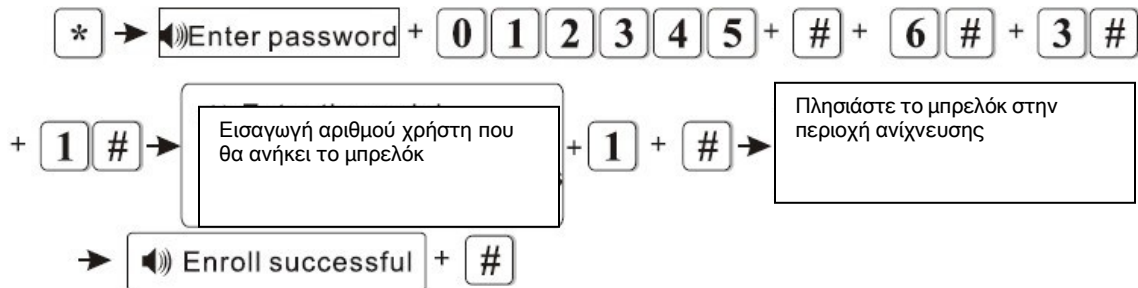 * Enter password + 0 1 2 3 4 5 + # + 6 # + 3 #
+ 1 # Εισαγωγή αριθμού χρήστη που
θα ανήκει το μπρελόκ + 1 + # Πλησιάστε το μπρελόκ στην
περιοχή ανίχνευσης
Enroll successful + #